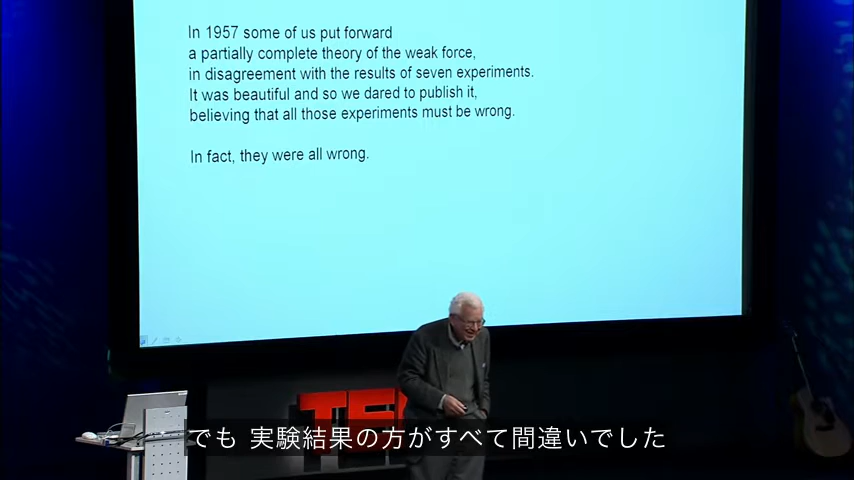 In 1957 some of us put forward
a partially complete theory of the weak force,
in disagreement with the results of seven experiments.
It was beautiful and so we dared to publish it,
believing that all those experiments must be wrong.
In fact, they were all wrong.
でも 実験結果の方がすべて間違いでした